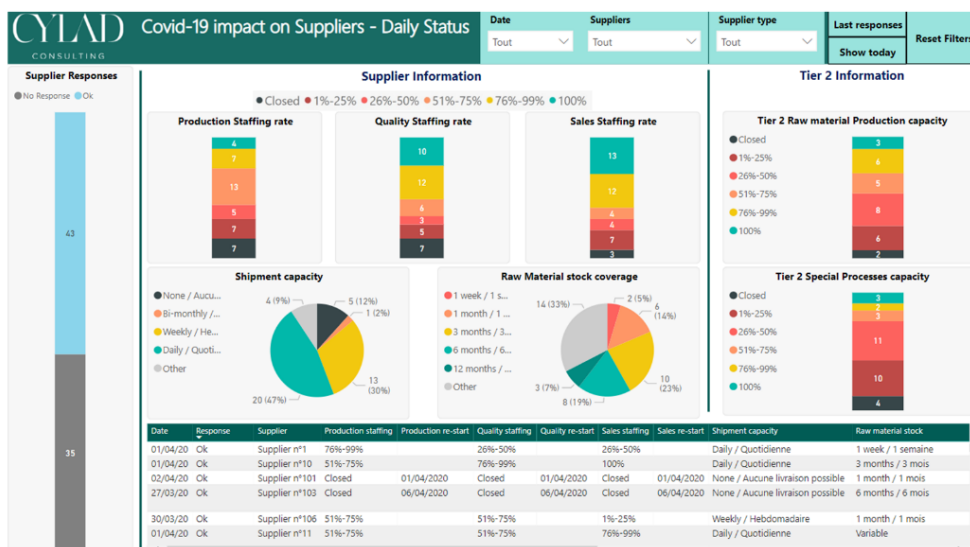 CYLAD
CONSULTING
Covid-19 impact on Suppliers - Daily Status
Date
Tout
Suppliers
Tout
Supplier type
Tout
Last responses
Show today
Reset Filters
Supplier Responses
No Response Ok
43
35
Supplier Information
Closed 1%-25% 26%-50% 51%-75% 76%-99% 100%
Production Staffing rate
4
7
13
5
7
7
Quality Staffing rate
10
12
6
3
5
7
Sales Staffing rate
13
12
4
4
7
3
Shipment capacity
None / Aucu...
Bi-monthly /...
Weekly / He...
Daily / Quoti...
Other
4 (9%)
5 (12%)
1 (2%)
13
(30%)
20 (47%)
Raw Material stock coverage
1 week / 1 s...
1 month / 1 ...
3 months / 3...
6 months / 6...
12 months / ...
Other
14 (33%)
2 (5%)
6
(14%)
10
(23%)
8 (19%)
3 (7%)
Tier 2 Information
Tier 2 Raw material Production capacity
Closed
1%-25%
26%-50%
51%-75%
76%-99%
100%
3
6
5
8
6
2
Tier 2 Special Processes capacity
Closed
1%-25%
26%-50%
51%-75%
76%-99%
100%
3
2
3
11
10
4
Date Response Supplier Production staffing Production re-start Quality staffing Quality re-start Sales staffing Sales re-start Shipment capacity Raw material stock
01/04/20 Ok Supplier n°1 76%-99% 26%-50% 26%-50% Daily / Quotidienne 1 week / 1 semaine
01/04/20 Ok Supplier n°10 51%-75% 76%-99% 100% Daily / Quotidienne 3 months / 3 mois
02/04/20 Ok Supplier n°101 Closed 01/04/2020 Closed 01/04/2020 Closed 01/04/2020 None / Aucune livraison possible 1 month / 1 mois
27/03/20 Ok Supplier n°103 Closed 06/04/2020 Closed 06/04/2020 Closed 06/04/2020 None / Aucune livraison possible 6 months / 6 mois
30/03/20 Ok Supplier n°106 51%-75% 51%-75% 1%-25% Weekly / Hebdomadaire 1 month / 1 mois
01/04/20 Ok Supplier n°11 51%-75% 51%-75% 76%-99% Daily / Quotidienne Variable